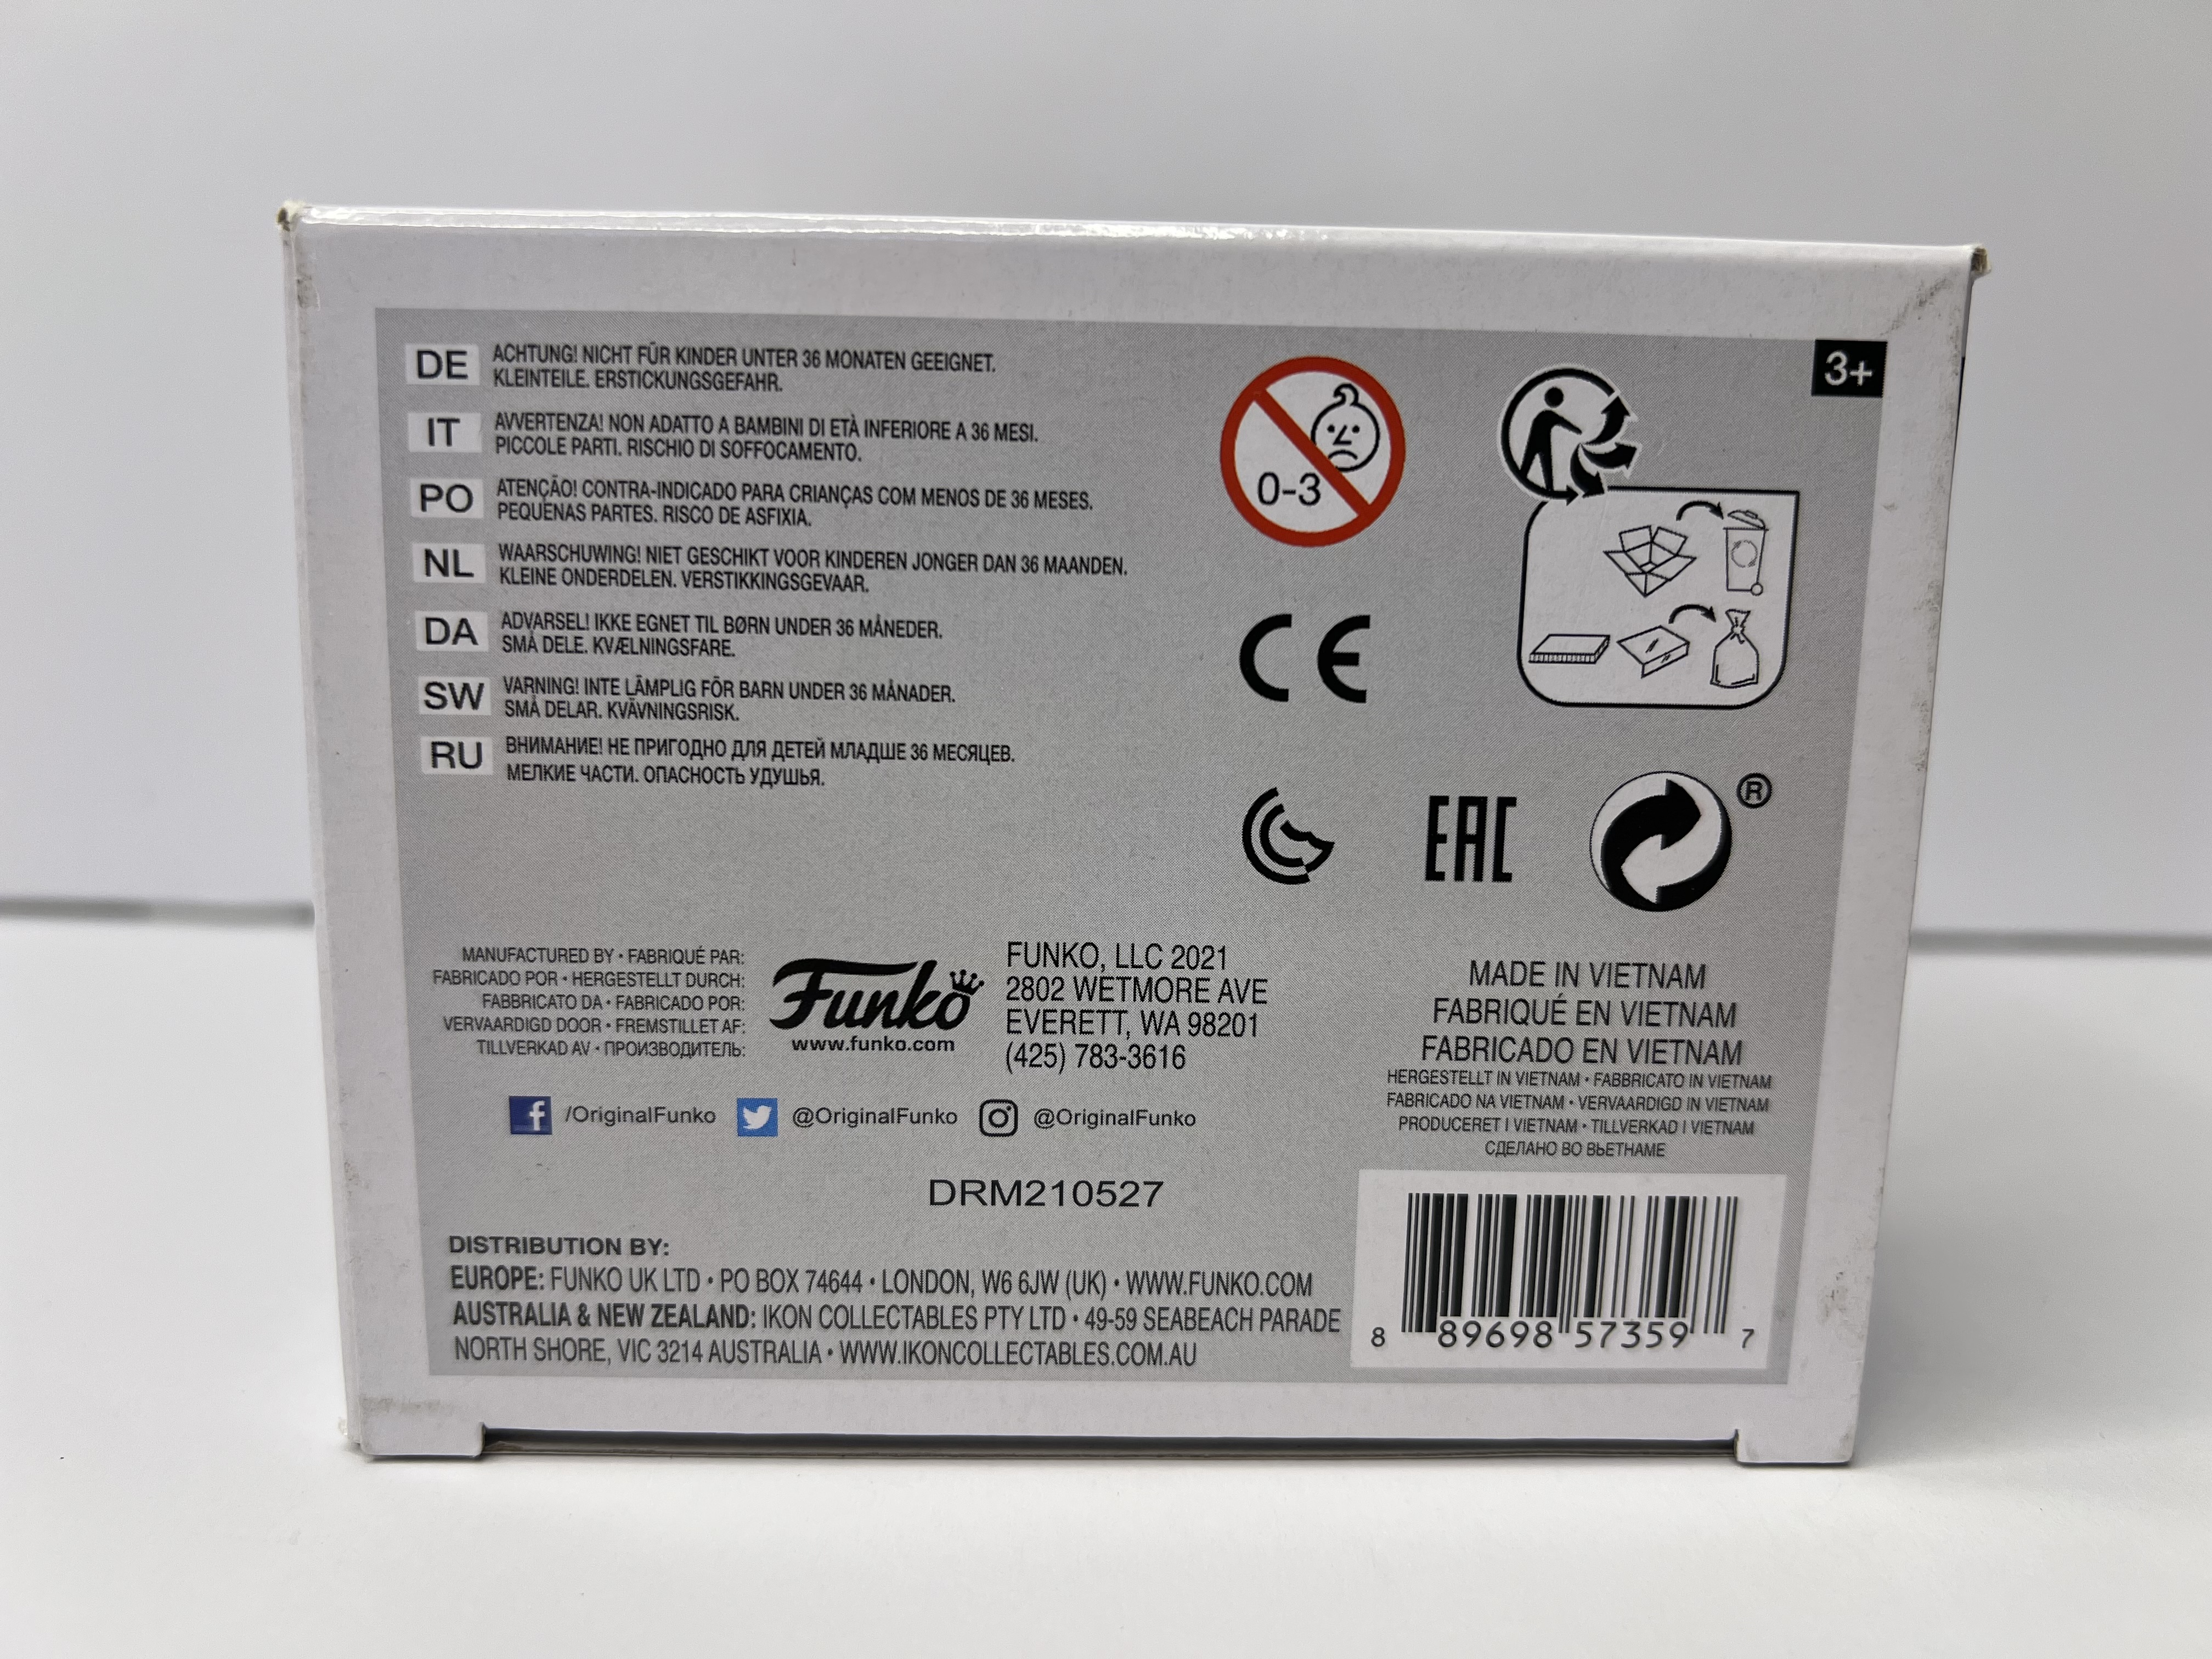 DE ACHTUNG! NICHT FÜR KINDER UNTER 36 MONATEN GEEIGNET.
KLEINTEILE. ERSTICKUNGSGEFAHR.
IT AVVERTENZA! NON ADATTO A BAMBINI DI ETÀ INFERIORE A 36 MESI.
PICCOLE PARTI. RISCHIO DI SOFFOCAMENTO.
PO ATENÇÃO! CONTRA-INDICADO PARA CRIANÇAS COM MENOS DE 36 MESES.
PEQUENAS PARTES. RISCO DE ASFIXIA.
NL WAARSCHUWING! NIET GESCHIKT VOOR KINDEREN JONGER DAN 36 MAANDEN.
KLEINE ONDERDELEN. VERSTIKKINGSGEVAAR.
DA ADVARSEL! IKKE EGNET TIL BØRN UNDER 36 MÅNEDER.
SMÅ DELE. KVÆLNINGSFARE.
SW VARNING! INTE LÄMPLIG FÖR BARN UNDER 36 MÅNADER.
SMÅ DELAR. KVÄVNINGSRISK.
RU ВНИМАНИЕ! НЕ ПРИГОДНО ДЛЯ ДЕТЕЙ МЛАДШЕ 36 МЕСЯЦЕВ.
МЕЛКИЕ ЧАСТИ. ОПАСНОСТЬ УДУШЬЯ.
0-3
3+
CE
EAC
®
MANUFACTURED BY • FABRIQUÉ PAR:
FABRICADO POR • HERGESTELLT DURCH:
FABBRICATO DA • FABRICADO POR:
VERVAARDIGD DOOR • FREMSTILLET AF:
TILLVERKAD AV • ПРОИЗВОДИТЕЛЬ:
Funko
www.funko.com
FUNKO, LLC 2021
2802 WETMORE AVE
EVERETT, WA 98201
(425) 783-3616
MADE IN VIETNAM
FABRIQUÉ EN VIETNAM
FABRICADO EN VIETNAM
HERGESTELLT IN VIETNAM • FABBRICATO IN VIETNAM
FABRICADO NA VIETNAM • VERVAARDIGD IN VIETNAM
PRODUCERET I VIETNAM • TILLVERKAD I VIETNAM
СДЕЛАНО ВО ВЬЕТНАМЕ
f /OriginalFunko @OriginalFunko @OriginalFunko
DRM210527
DISTRIBUTION BY:
EUROPE: FUNKO UK LTD • PO BOX 74644 • LONDON, W6 6JW (UK) • WWW.FUNKO.COM
AUSTRALIA & NEW ZEALAND: IKON COLLECTABLES PTY LTD • 49-59 SEABEACH PARADE
NORTH SHORE, VIC 3214 AUSTRALIA • WWW.IKONCOLLECTABLES.COM.AU
8 89698 57359 7